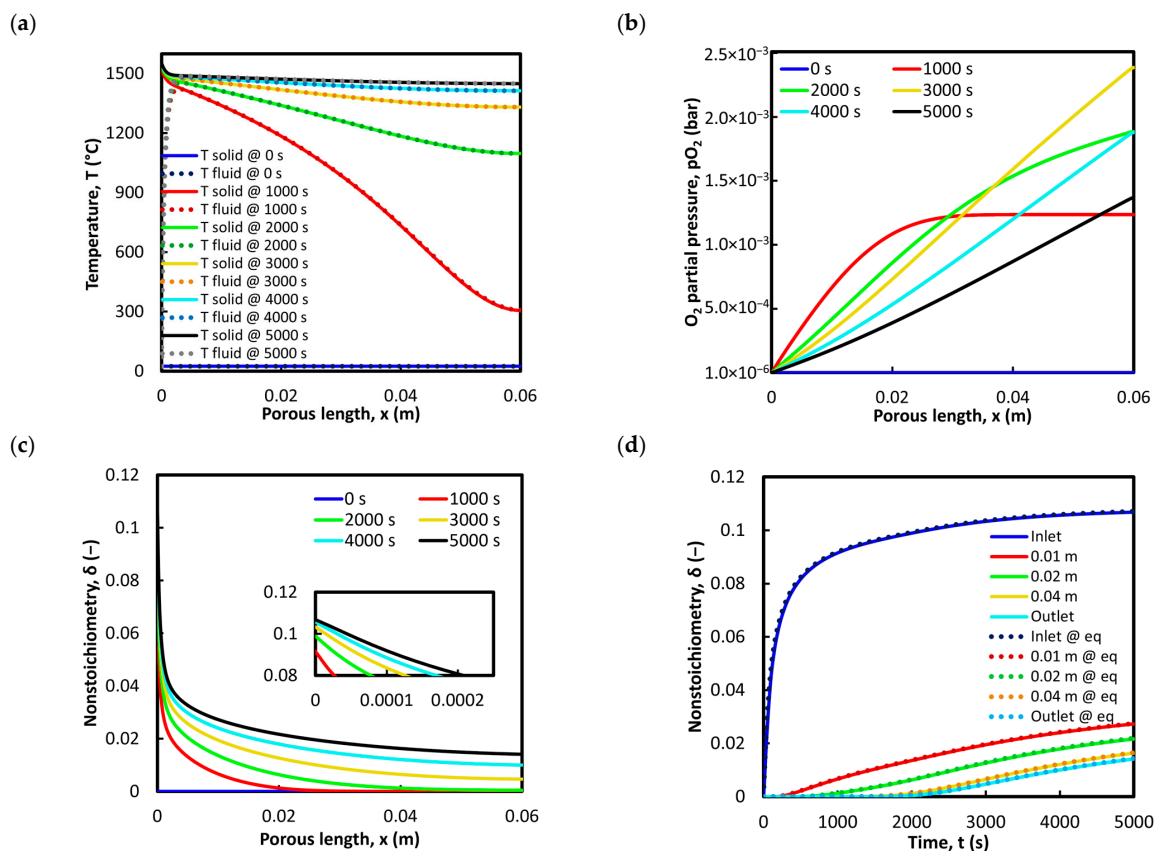 (a)
Temperature, T (°C)
1500
1200
900
600
300
0
T solid @ 0 s
T fluid @ 0 s
T solid @ 1000 s
T fluid @ 1000 s
T solid @ 2000 s
T fluid @ 2000 s
T solid @ 3000 s
T fluid @ 3000 s
T solid @ 4000 s
T fluid @ 4000 s
T solid @ 5000 s
T fluid @ 5000 s
0 0.02 0.04 0.06
Porous length, x (m)
(b)
O₂ partial pressure, pO₂ (bar)
2.5×10⁻³
2.0×10⁻³
1.5×10⁻³
1.0×10⁻³
5.0×10⁻⁴
1.0×10⁻⁶
0 s 1000 s
2000 s 3000 s
4000 s 5000 s
0 0.02 0.04 0.06
Porous length, x (m)
(c)
Nonstoichiometry, δ (−)
0.12
0.1
0.08
0.06
0.04
0.02
0
0 s 1000 s
2000 s 3000 s
4000 s 5000 s
0.12
0.1
0.08
0 0.0001 0.0002
0 0.02 0.04 0.06
Porous length, x (m)
(d)
Nonstoichiometry, δ (−)
0.12
0.1
0.08
0.06
0.04
0.02
0
Inlet
0.01 m
0.02 m
0.04 m
Outlet
Inlet @ eq
0.01 m @ eq
0.02 m @ eq
0.04 m @ eq
Outlet @ eq
0 1000 2000 3000 4000 5000
Time, t (s)